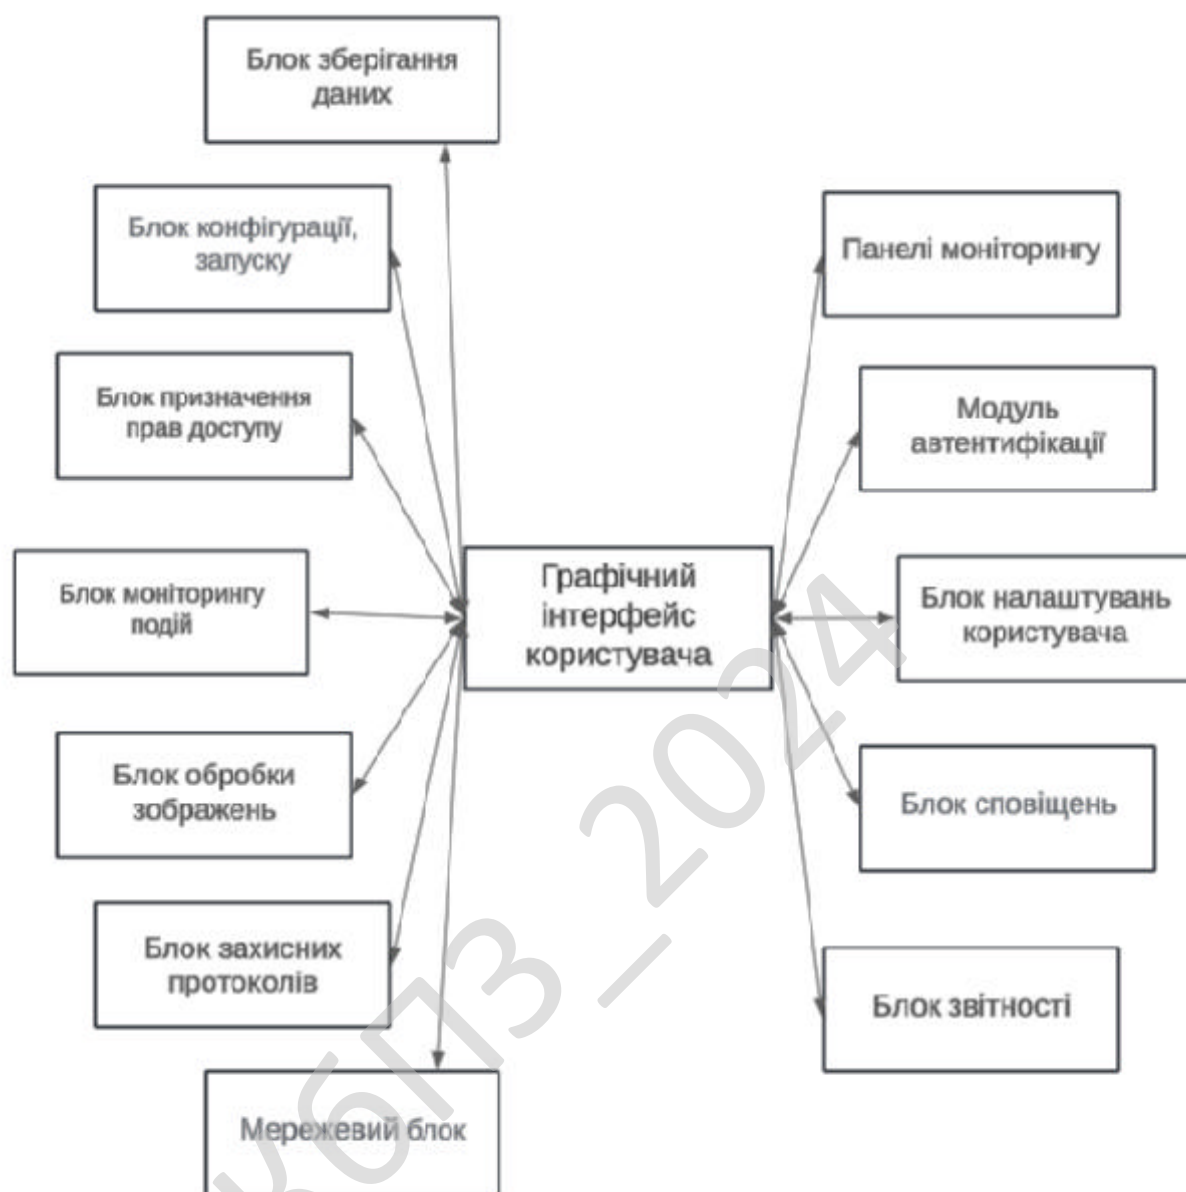 Блок зберігання
даних
Блок конфігурації,
запуску
Блок призначення
прав доступу
Блок моніторингу
подій
Блок обробки
зображень
Блок захисних
протоколів
Мережевий блок
Графічний
інтерфейс
користувача
Панелі моніторингу
Модуль
автентифікації
Блок налаштувань
користувача
Блок сповіщень
Блок звітності
КбПЗ_2024